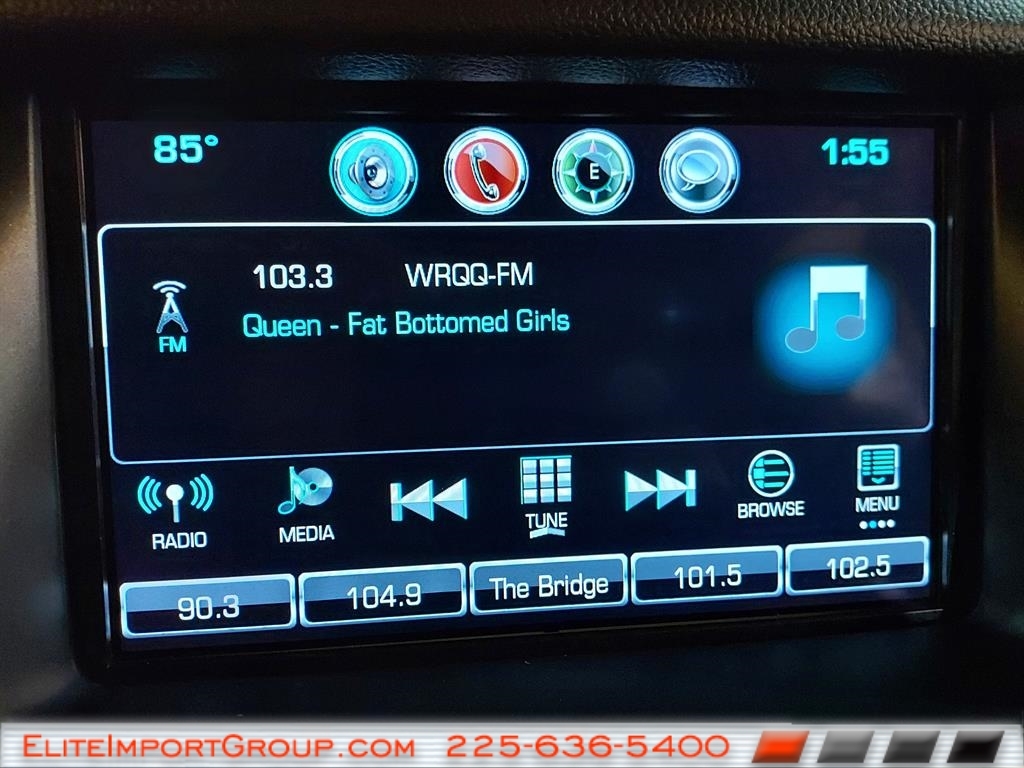 85° 1:55
E
103.3 WRQQ-FM
Queen - Fat Bottomed Girls
FM
RADIO MEDIA TUNE BROWSE MENU
90.3 104.9 The Bridge 101.5 102.5
EliteImportGroup.com 225-636-5400